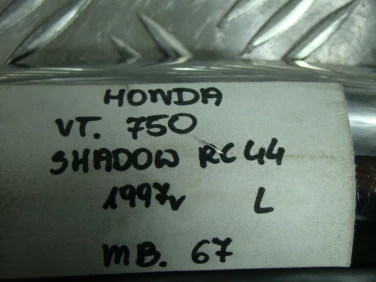 HONDA
VT. 750
SHADOW RC44
1997r L
MB. 67